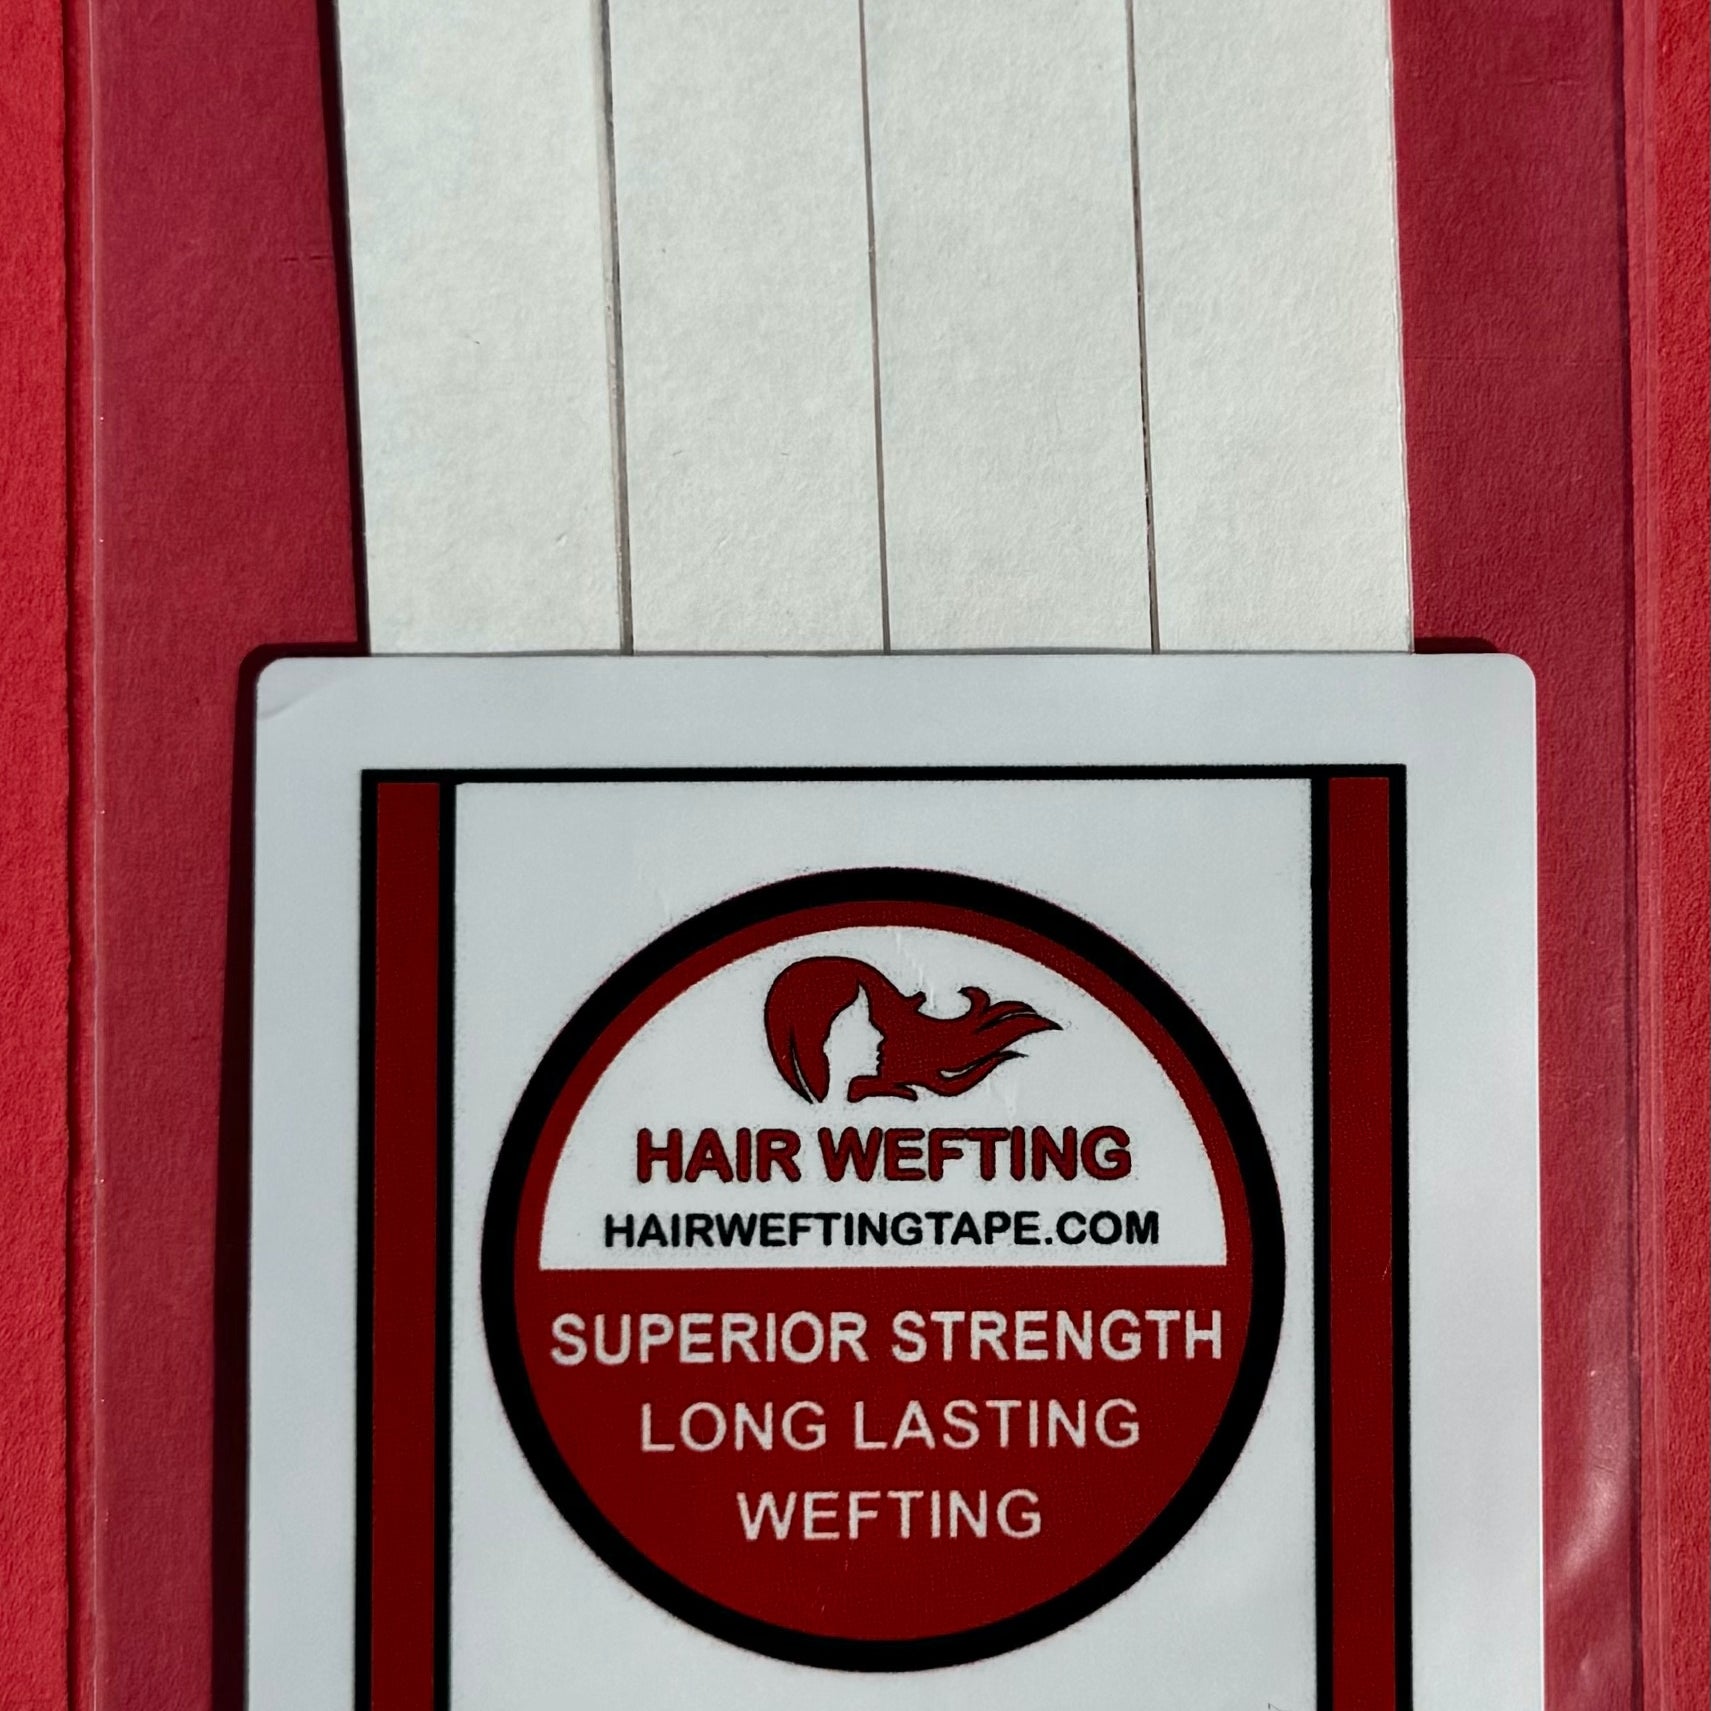 HAIR WEFTING
HAIRWEFTINGTAPE.COM
SUPERIOR STRENGTH
LONG LASTING
WEFTING